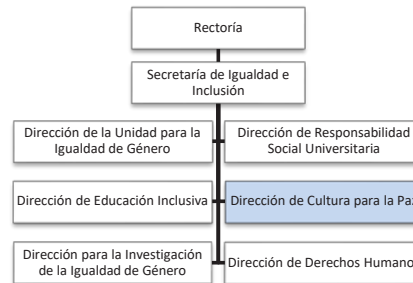 Rectoría
Secretaría de Igualdad e
Inclusión
Dirección de la Unidad para la
Igualdad de Género
Dirección de Responsabilidad
Social Universitaria
Dirección de Educación Inclusiva
Dirección de Cultura para la Paz
Dirección para la Investigación
de la Igualdad de Género
Dirección de Derechos Humano